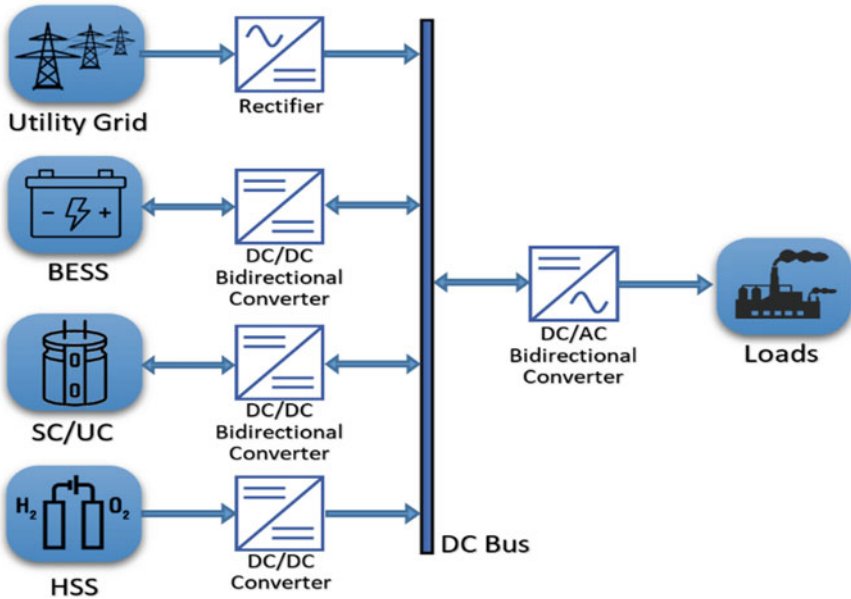 Utility Grid
Rectifier
- +
BESS
DC/DC
Bidirectional
Converter
SC/UC
DC/DC
Bidirectional
Converter
H₂ O₂
HSS
DC/DC
Converter
DC Bus
DC/AC
Bidirectional
Converter
Loads